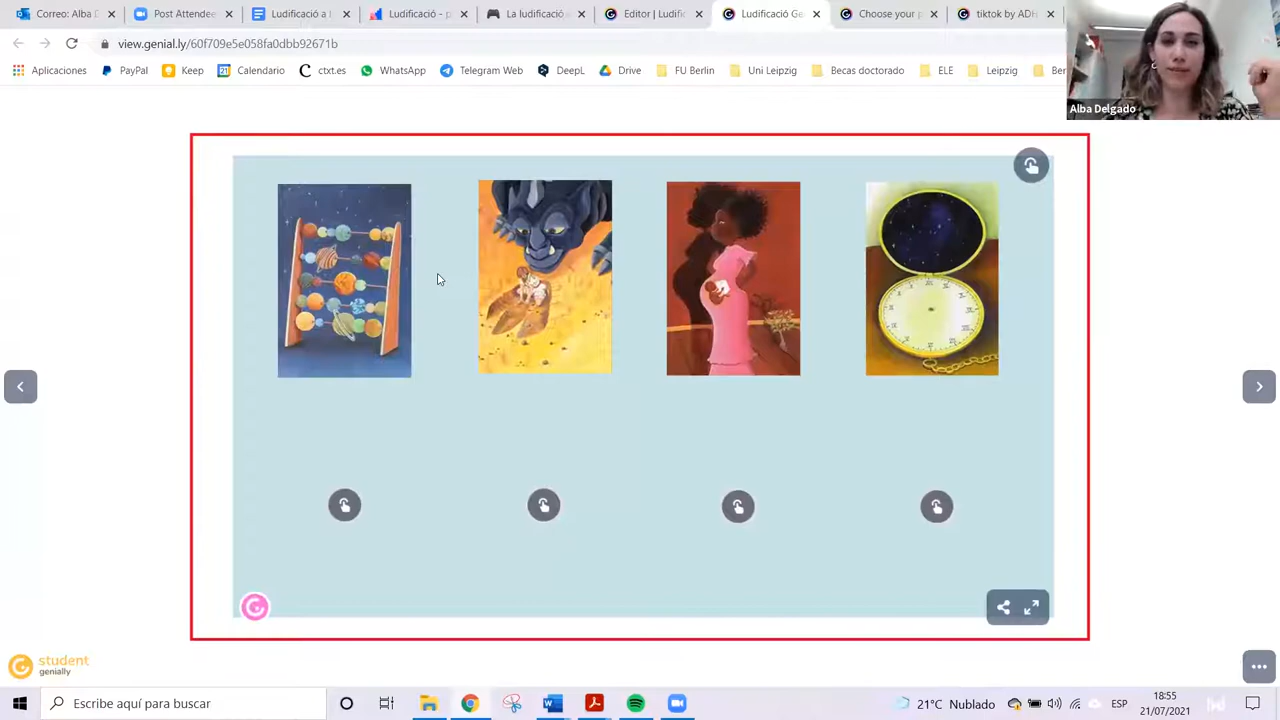 Correo: Alba D
Post Attendee
Ludificació a l
Ludificació - p
La ludificació e
Editor | Ludific
Ludificació Ge
Choose your p
tiktok by ADH
view.genial.ly/60f709e5e058fa0dbb92671b
Aplicaciones
PayPal
Keep
Calendario
ctxt.es
WhatsApp
Telegram Web
DeepL
Drive
FU Berlin
Uni Leipzig
Becas doctorado
ELE
Leipzig
Ber
Alba Delgado
student
genially
Escribe aquí para buscar
21°C Nublado
ESP
18:55
21/07/2021